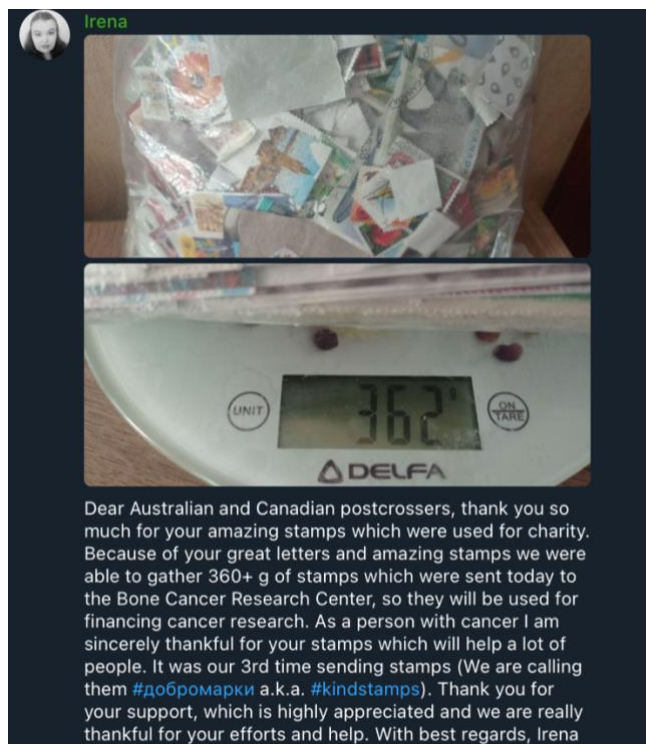 Irena
UNIT
362
ON
TARE
DELFA
Dear Australian and Canadian postcrossers, thank you so
much for your amazing stamps which were used for charity.
Because of your great letters and amazing stamps we were
able to gather 360+ g of stamps which were sent today to
the Bone Cancer Research Center, so they will be used for
financing cancer research. As a person with cancer I am
sincerely thankful for your stamps which will help a lot of
people. It was our 3rd time sending stamps (We are calling
them #добромарки a.k.a. #kindstamps). Thank you for
your support, which is highly appreciated and we are really
thankful for your efforts and help. With best regards, Irena